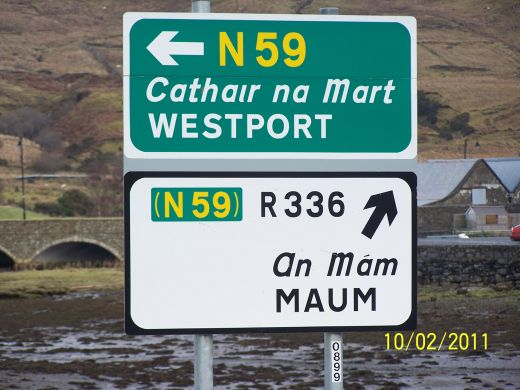 N59
Cathair na Mart
WESTPORT
(N59) R336
An Mám
MAUM
10/02/2011
0899